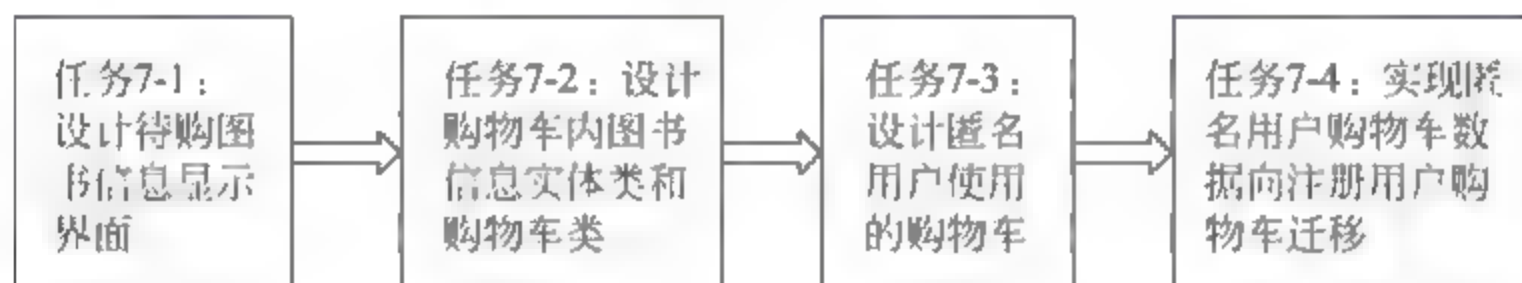 任务7-1：
设计待购图
书信息显示
界面
任务7-2：设计
购物车内图书
信息实体类和
购物车类
任务7-3：
设计匿名
用户使用
的购物车
任务7-4：实现匿
名用户购物车数
据向注册用户购
物车迁移